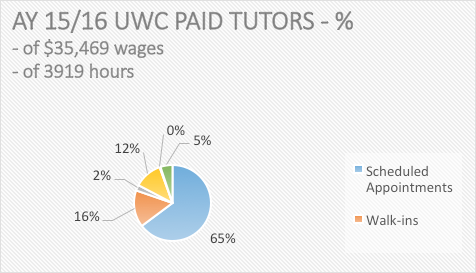 AY 15/16 UWC PAID TUTORS - %
- of $35,469 wages
- of 3919 hours
0%
12%
5%
2%
16%
65%
Scheduled
Appointments
Walk-ins